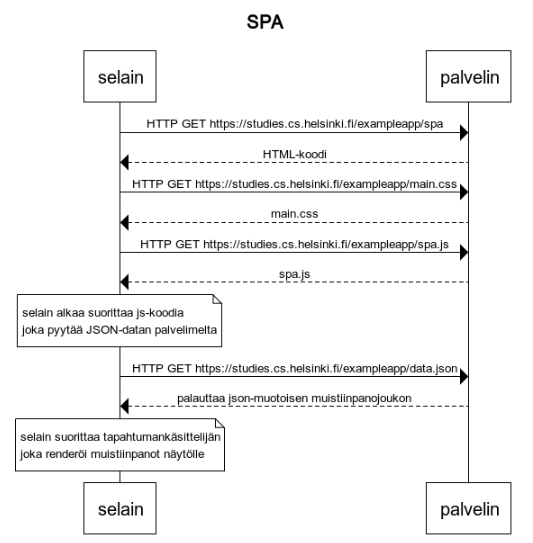 SPA
selain
palvelin
HTTP GET https://studies.cs.helsinki.fi/exampleapp/spa
HTML-koodi
HTTP GET https://studies.cs.helsinki.fi/exampleapp/main.css
main.css
HTTP GET https://studies.cs.helsinki.fi/exampleapp/spa.js
spa.js
selain alkaa suorittaa js-koodia
joka pyytää JSON-datan palvelimelta
HTTP GET https://studies.cs.helsinki.fi/exampleapp/data.json
palauttaa json-muotoisen muistiinpanojoukon
selain suorittaa tapahtumankäsittelijän
joka renderöi muistiinpanot näytölle
selain
palvelin